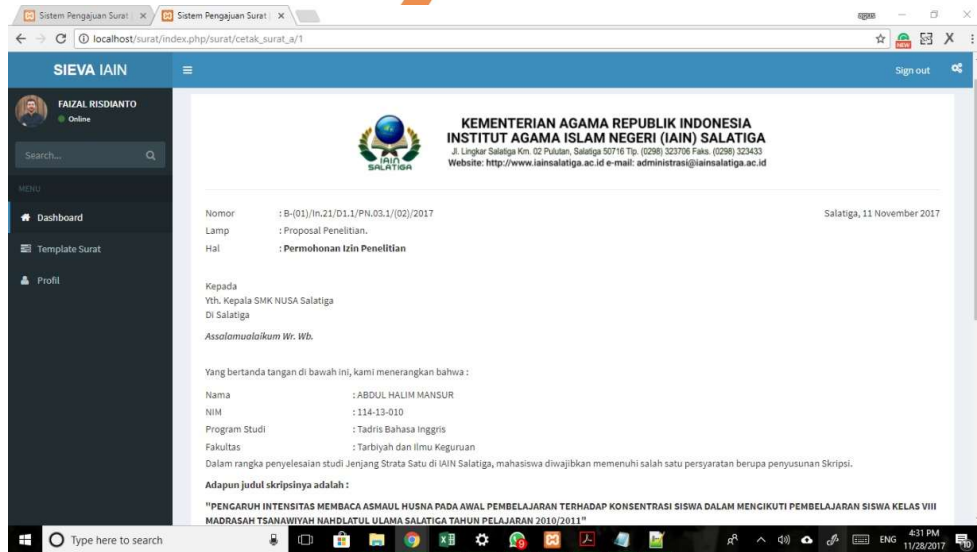 Sistem Pengajuan Surat | x
Sistem Pengajuan Surat | x
localhost/surat/index.php/surat/cetak_surat_a/1
NEW
SIEVA IAIN
Sign out
FAIZAL RISDIANTO
Online
Search...
MENU
Dashboard
Template Surat
Profil
IAIN
SALATIGA
KEMENTERIAN AGAMA REPUBLIK INDONESIA
INSTITUT AGAMA ISLAM NEGERI (IAIN) SALATIGA
Jl. Lingkar Salatiga Km. 02 Pulutan, Salatiga 50716 Tlp. (0298) 323706 Faks. (0298) 323433
Website: http://www.iainsalatiga.ac.id e-mail: administrasi@iainsalatiga.ac.id
Nomor : B-(01)/In.21/D1.1/PN.03.1/(02)/2017 Salatiga, 11 November 2017
Lamp : Proposal Penelitian.
Hal : Permohonan Izin Penelitian
Kepada
Yth. Kepala SMK NUSA Salatiga
Di Salatiga
Assalamualaikum Wr. Wb.
Yang bertanda tangan di bawah ini, kami menerangkan bahwa :
Nama : ABDUL HALIM MANSUR
NIM : 114-13-010
Program Studi : Tadris Bahasa Inggris
Fakultas : Tarbiyah dan Ilmu Keguruan
Dalam rangka penyelesaian studi Jenjang Strata Satu di IAIN Salatiga, mahasiswa diwajibkan memenuhi salah satu persyaratan berupa penyusunan Skripsi.
Adapun judul skripsinya adalah :
"PENGARUH INTENSITAS MEMBACA ASMAUL HUSNA PADA AWAL PEMBELAJARAN TERHADAP KONSENTRASI SISWA DALAM MENGIKUTI PEMBELAJARAN SISWA KELAS VIII
MADRASAH TSANAWIYAH NAHDLATUL ULAMA SALATIGA TAHUN PELAJARAN 2010/2011"
Type here to search
ENG
4:31 PM
11/28/2017